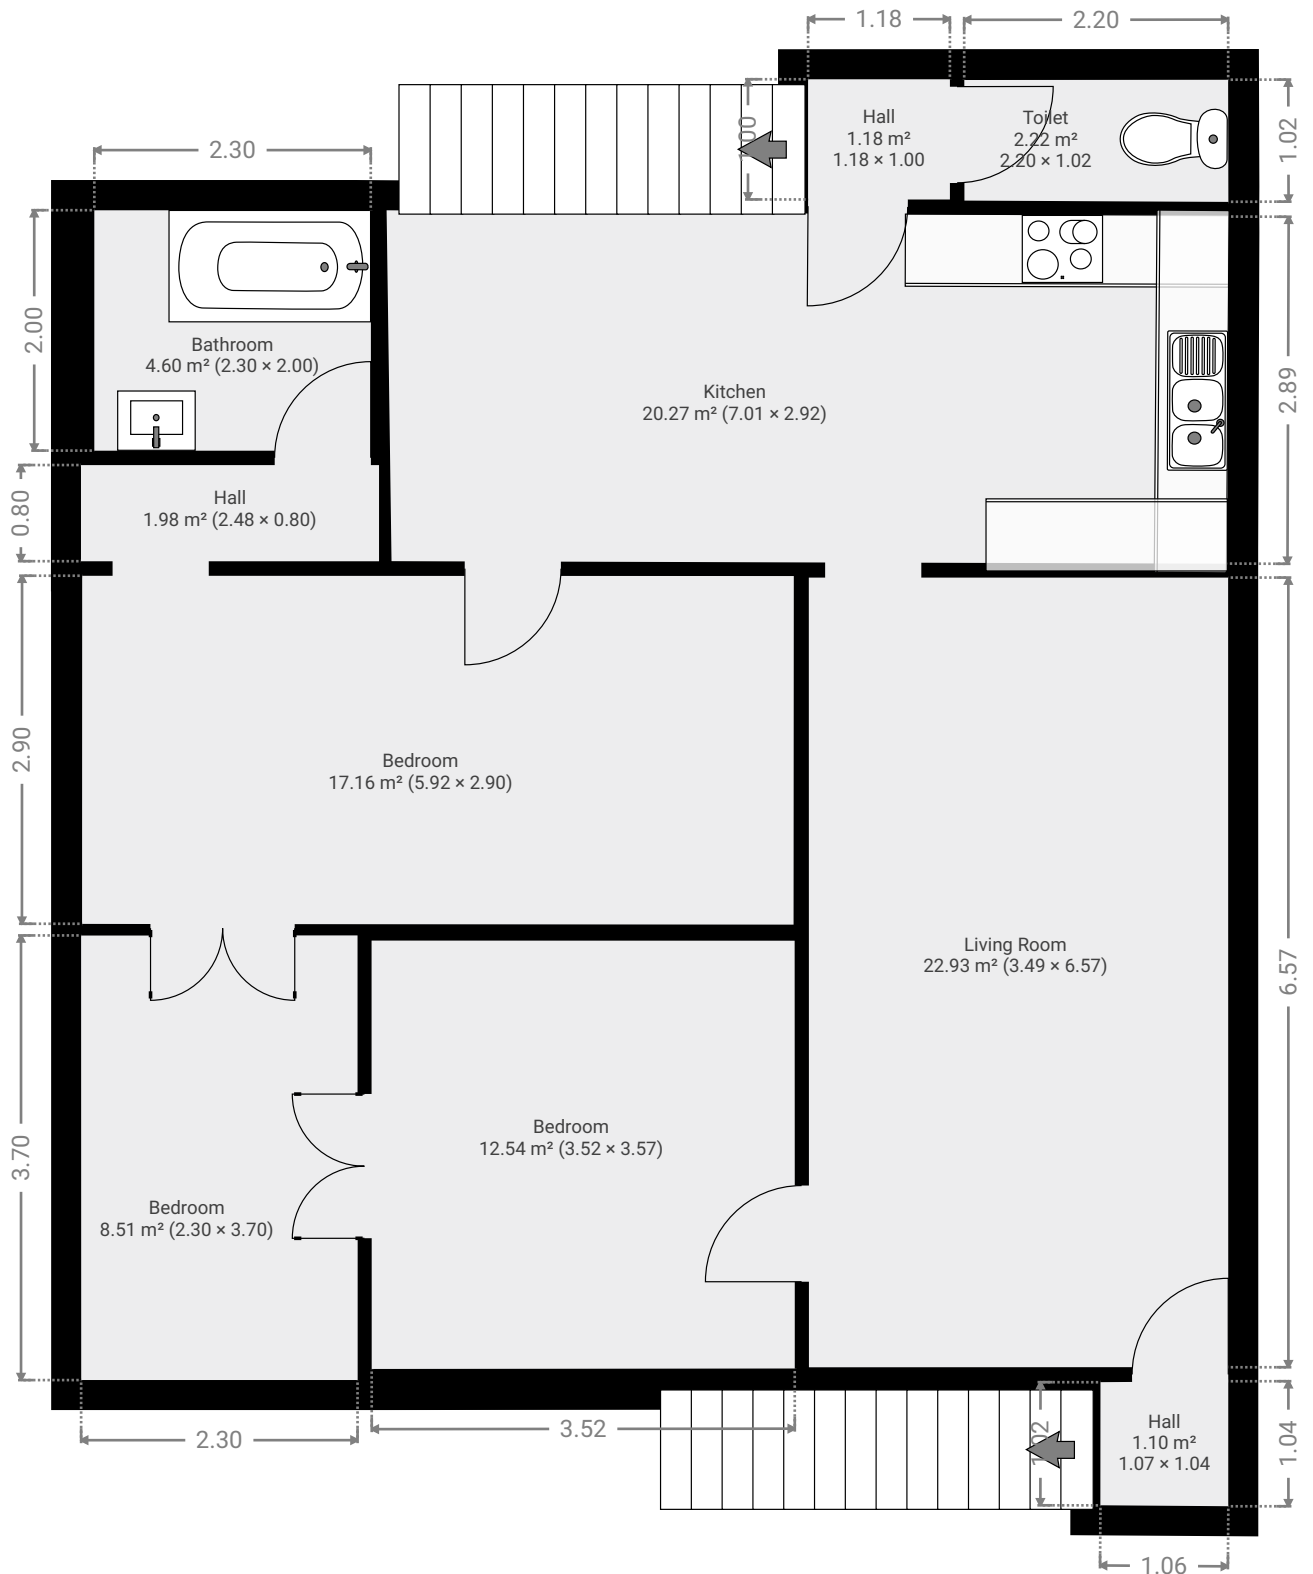 1.18
2.20
Hall
1.18 m²
1.18 × 1.00
Toilet
2.22 m²
2.20 × 1.02
1.02
2.30
2.00
Bathroom
4.60 m² (2.30 × 2.00)
Kitchen
20.27 m² (7.01 × 2.92)
2.89
0.80
Hall
1.98 m² (2.48 × 0.80)
2.90
Bedroom
17.16 m² (5.92 × 2.90)
Living Room
22.93 m² (3.49 × 6.57)
6.57
3.70
Bedroom
12.54 m² (3.52 × 3.57)
Bedroom
8.51 m² (2.30 × 3.70)
2.30
3.52
1.02
Hall
1.10 m²
1.07 × 1.04
1.04
1.06